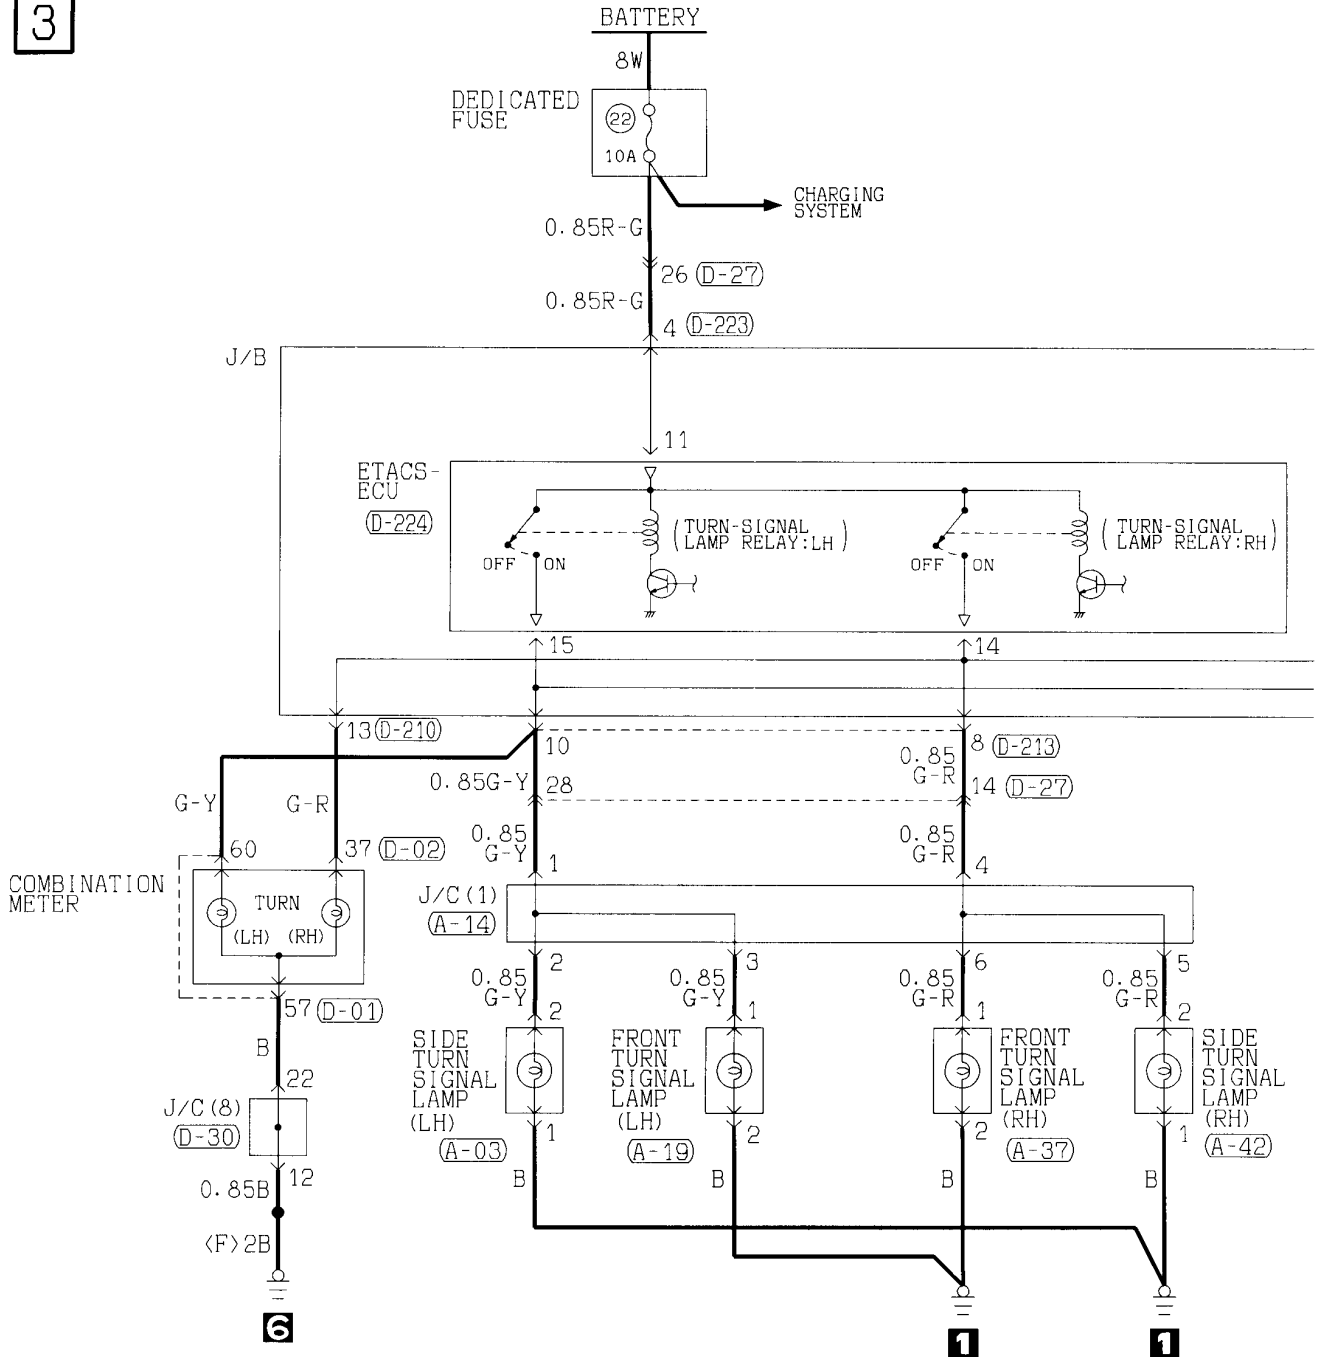 3
BATTERY
8W
DEDICATED
FUSE
22
10A
CHARGING
SYSTEM
0.85R-G
26 D-27
0.85R-G
4 D-223
J/B
11
ETACS-
ECU
D-224
(TURN-SIGNAL
LAMP RELAY:LH)
(TURN-SIGNAL
LAMP RELAY:RH)
OFF ON
OFF ON
15
14
13 D-210
10
8 D-213
0.85
G-R
0.85G-Y
28
14 D-27
G-Y
G-R
0.85
G-Y
0.85
G-R
60
37 D-02
1
4
COMBINATION
METER
TURN
(LH) (RH)
J/C(1)
A-14
2
3
6
5
0.85
G-Y
0.85
G-Y
0.85
G-R
0.85
G-R
57 D-01
2
1
1
2
B
SIDE
TURN
SIGNAL
LAMP
(LH)
FRONT
TURN
SIGNAL
LAMP
(LH)
FRONT
TURN
SIGNAL
LAMP
(RH)
SIDE
TURN
SIGNAL
LAMP
(RH)
22
J/C(8)
D-30
1
2
2
1
A-03
A-19
A-37
A-42
12
0.85B
B
B
B
B
<F>2B
6
1
1